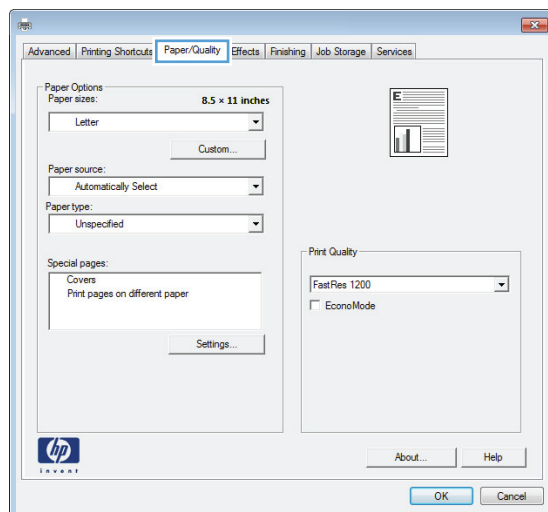 Advanced Printing Shortcuts Paper/Quality Effects Finishing Job Storage Services
Paper Options
Paper sizes: 8.5 × 11 inches
Letter
Custom...
Paper source:
Automatically Select
Paper type:
Unspecified
Special pages:
Covers
Print pages on different paper
Settings...
E
Print Quality
FastRes 1200
EconoMode
hp
invent
About... Help
OK Cancel